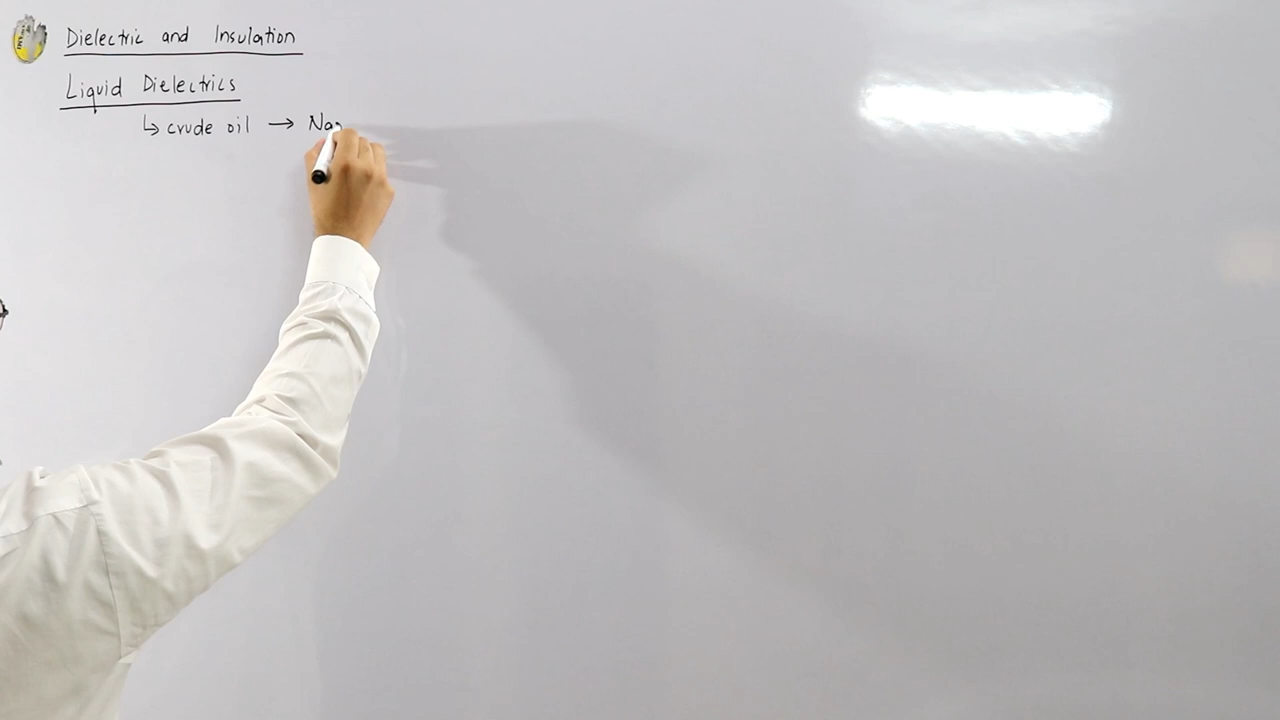 Dielectric and Insulation
Liquid Dielectrics
↳ crude oil → Na